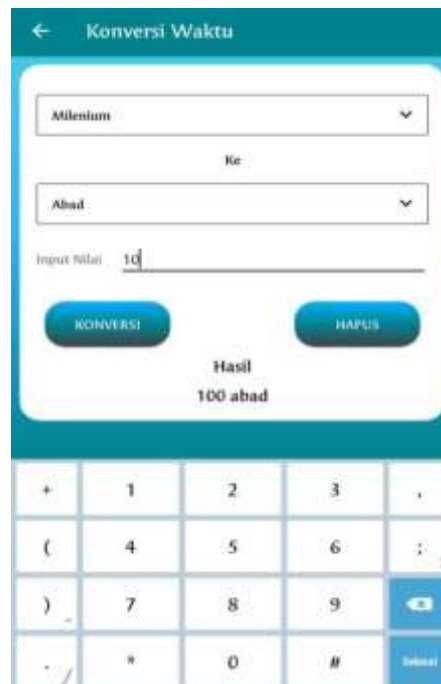 ← Konversi Waktu
Milenium
Ke
Abad
Input Nilai 10
KONVERSI HAPUS
Hasil
100 abad
+ 1 2 3 ,
( 4 5 6 ;
) _ 7 8 9
. / * 0 # Selesai